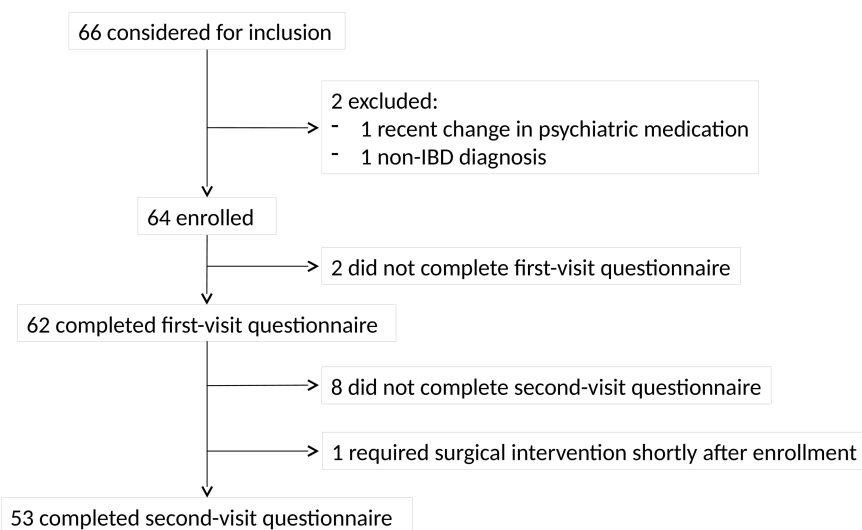 66 considered for inclusion
2 excluded:
- 1 recent change in psychiatric medication
- 1 non-IBD diagnosis
64 enrolled
2 did not complete first-visit questionnaire
62 completed first-visit questionnaire
8 did not complete second-visit questionnaire
1 required surgical intervention shortly after enrollment
53 completed second-visit questionnaire